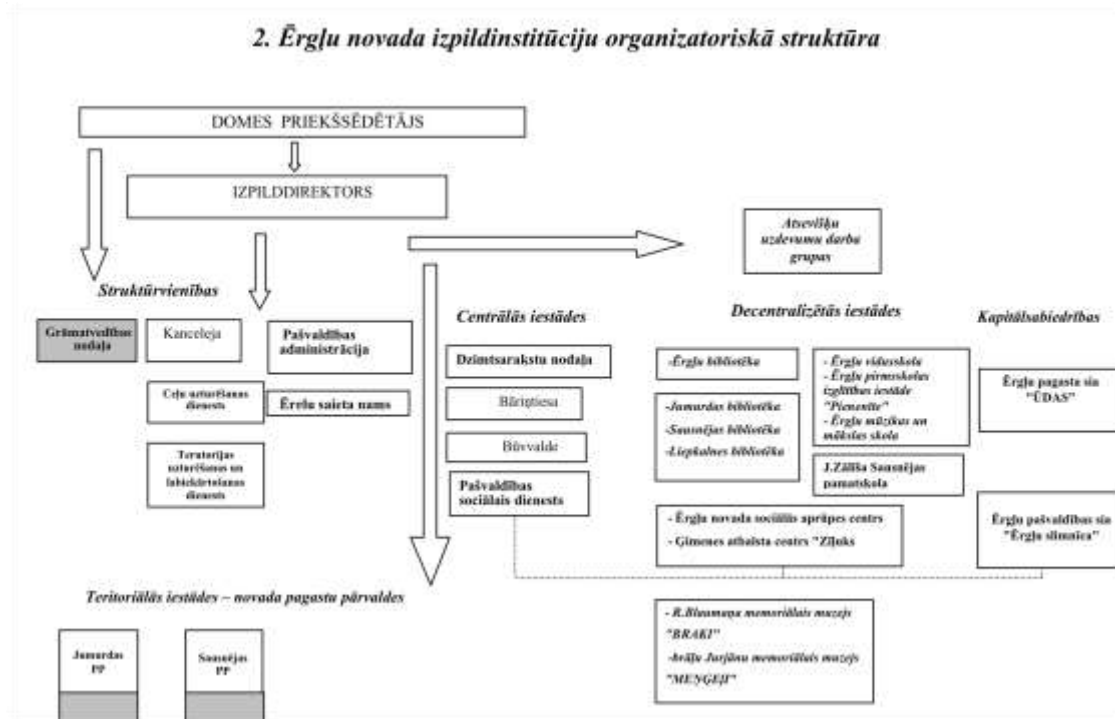 2. Ērgļu novada izpildinstitūciju organizatoriskā struktūra
DOMES PRIEKŠSĒDĒTĀJS
IZPILDDIREKTORS
Atsevišķu
uzdevumu darba
grupas
Struktūrvienības
Grāmatvedības
nodaļa
Kanceleja
Pašvaldības
administrācija
Ceļu uzturēšanas
dienests
saieta nams
Teritorijas
uzturēšanas un
labiekārtošanas
dienests
Centrālās iestādes
Dzimtsarakstu nodaļa
Bāriņtiesa
Būvvalde
Pašvaldības
sociālais dienests
Decentralizētās iestādes
-Ērgļu bibliotēka
-Jumurdas bibliotēka
-Sausnējas bibliotēka
-Liepkalnes bibliotēka
- Ērgļu vidusskola
- Ērgļu pirmsskolas
izglītības iestāde
"Pienenīte"
- Ērgļu mūzikas un
mākslas skola
J.Zālīša Sausnējas
pamatskola
- Ērgļu novada sociālās aprūpes centrs
- Ģimenes atbalsta centrs "Zīļuks
- R.Blaumaņa memoriālais muzejs
"BRAKI"
-brāļu Jurjānu memoriālais muzejs
"MEŅĢEĻI"
Kapitālsabiedrības
Ērgļu pagasta sia
"ŪDAS"
Ērgļu pašvaldības sia
"Ērgļu slimnīca"
Teritoriālās iestādes – novada pagastu pārvaldes
Jumurdas
PP
Sausnējas
PP